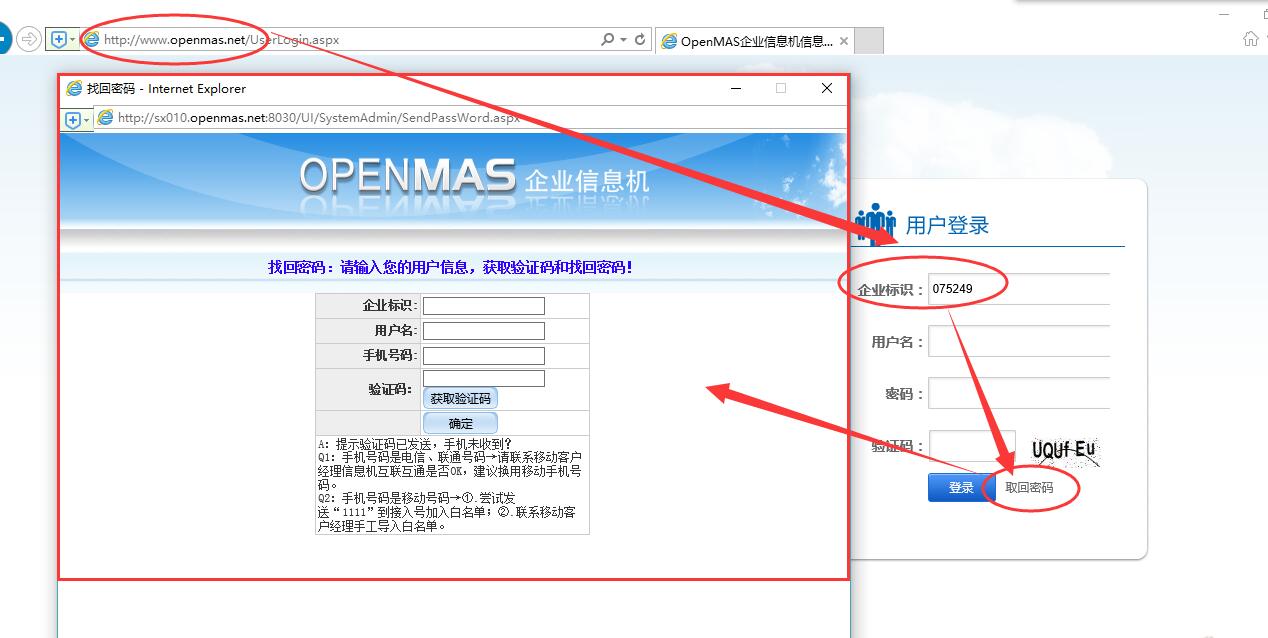 http://www.openmas.net/UserLogin.aspx
OpenMAS企业信息机信息...
找回密码 - Internet Explorer
http://sx010.openmas.net:8030/UI/SystemAdmin/SendPassWord.aspx
OPENMAS 企业信息机
找回密码：请输入您的用户信息，获取验证码和找回密码！
企业标识:
用户名:
手机号码:
验证码:
获取验证码
确定
A: 提示验证码已发送，手机未收到？
Q1: 手机号码是电信、联通号码→请联系移动客户
经理信息机互联互通是否OK，建议换用移动手机号
码。
Q2: 手机号码是移动号码→①.尝试发
送“1111”到接入号加入白名单；②.联系移动客
户经理手工导入白名单。
用户登录
企业标识： 075249
用户名：
密码：
验证码： UQUf Eu
登录 取回密码